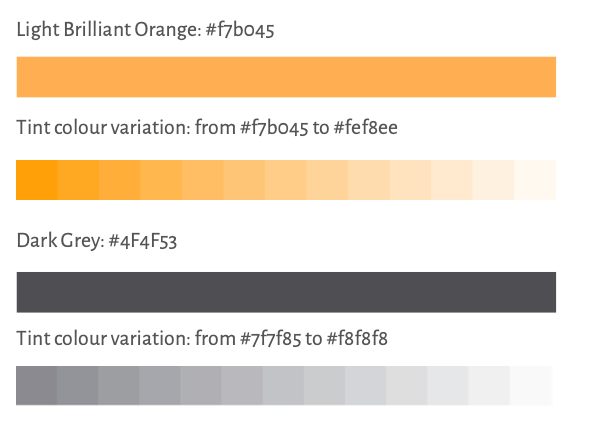 Light Brilliant Orange: #f7b045
Tint colour variation: from #f7b045 to #fef8ee
Dark Grey: #4F4F53
Tint colour variation: from #7f7f85 to #f8f8f8